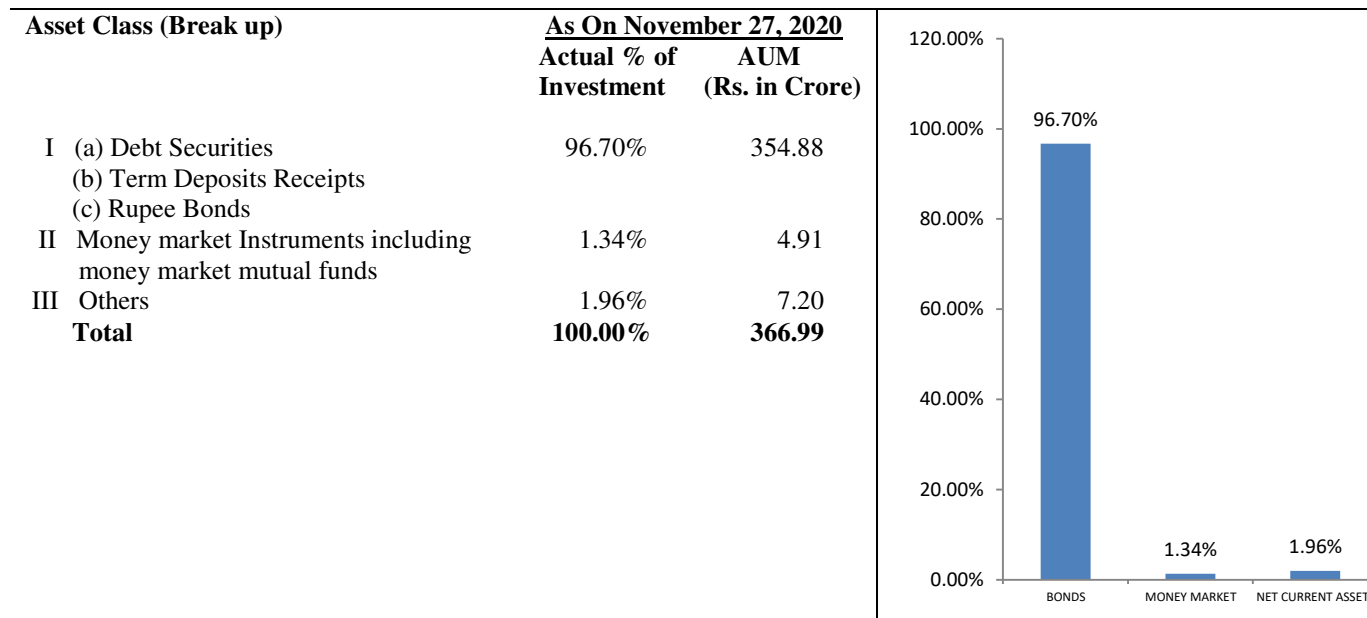 Asset Class (Break up) As On November 27, 2020
Actual % of AUM
Investment (Rs. in Crore)
I (a) Debt Securities 96.70% 354.88
(b) Term Deposits Receipts
(c) Rupee Bonds
II Money market Instruments including 1.34% 4.91
money market mutual funds
III Others 1.96% 7.20
Total 100.00% 366.99
120.00%
100.00%
80.00%
60.00%
40.00%
20.00%
0.00%
96.70%
1.34%
1.96%
BONDS MONEY MARKET NET CURRENT ASSET